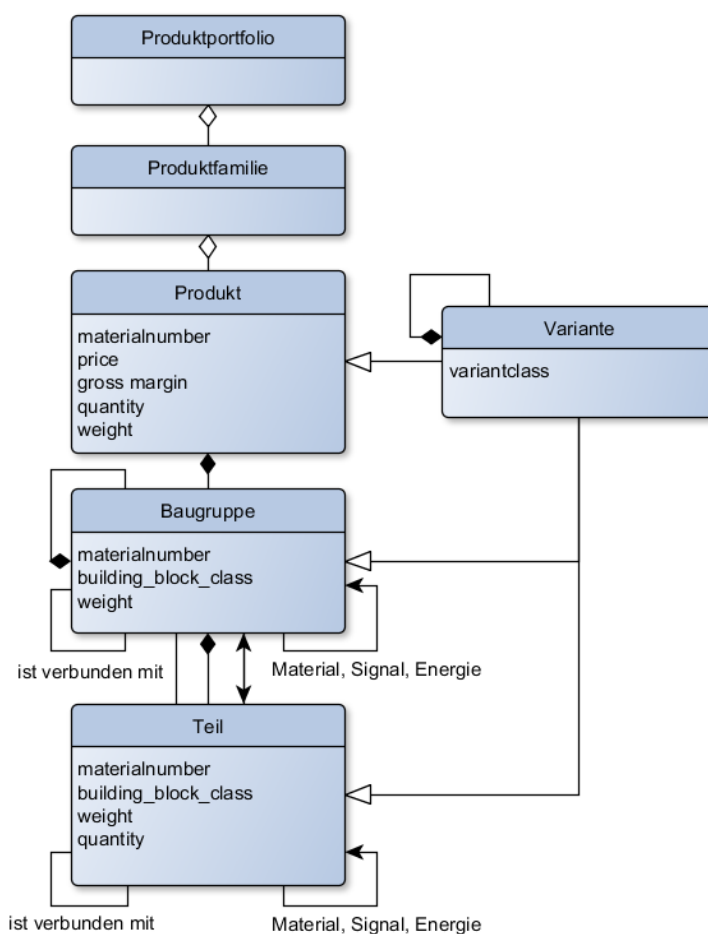 Produktportfolio
Produktfamilie
Produkt
materialnumber
price
gross margin
quantity
weight
Variante
variantclass
Baugruppe
materialnumber
building_block_class
weight
ist verbunden mit
Material, Signal, Energie
Teil
materialnumber
building_block_class
weight
quantity
ist verbunden mit
Material, Signal, Energie